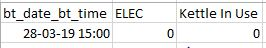 bt_date_bt_time ELEC Kettle In Use
28-03-19 15:00 0 0